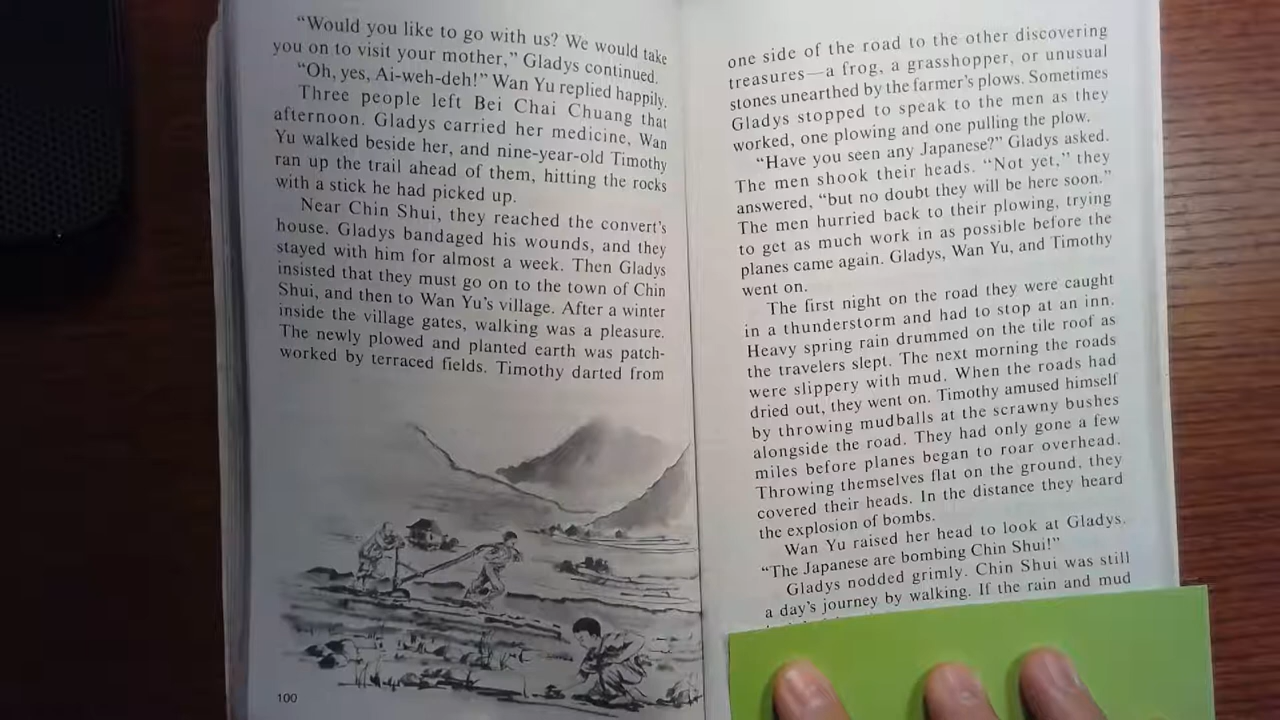 "Would you like to go with us? We would take
you on to visit your mother," Gladys continued.
"Oh, yes, Ai-weh-deh!" Wan Yu replied happily.
Three people left Bei Chai Chuang that
afternoon. Gladys carried her medicine, Wan
Yu walked beside her, and nine-year-old Timothy
ran up the trail ahead of them, hitting the rocks
with a stick he had picked up.
Near Chin Shui, they reached the convert's
house. Gladys bandaged his wounds, and they
stayed with him for almost a week. Then Gladys
insisted that they must go on to the town of Chin
Shui, and then to Wan Yu's village. After a winter
inside the village gates, walking was a pleasure.
The newly plowed and planted earth was patch-
worked by terraced fields. Timothy darted from
100
one side of the road to the other discovering
treasures—a frog, a grasshopper, or unusual
stones unearthed by the farmer's plows. Sometimes
Gladys stopped to speak to the men as they
worked, one plowing and one pulling the plow.
"Have you seen any Japanese?" Gladys asked.
The men shook their heads. "Not yet," they
answered, "but no doubt they will be here soon."
The men hurried back to their plowing, trying
to get as much work in as possible before the
planes came again. Gladys, Wan Yu, and Timothy
went on.
The first night on the road they were caught
in a thunderstorm and had to stop at an inn.
Heavy spring rain drummed on the tile roof as
the travelers slept. The next morning the roads
were slippery with mud. When the roads had
dried out, they went on. Timothy amused himself
by throwing mudballs at the scrawny bushes
alongside the road. They had only gone a few
miles before planes began to roar overhead.
Throwing themselves flat on the ground, they
covered their heads. In the distance they heard
the explosion of bombs.
Wan Yu raised her head to look at Gladys.
"The Japanese are bombing Chin Shui!"
Gladys nodded grimly. Chin Shui was still
a day's journey by walking. If the rain and mud